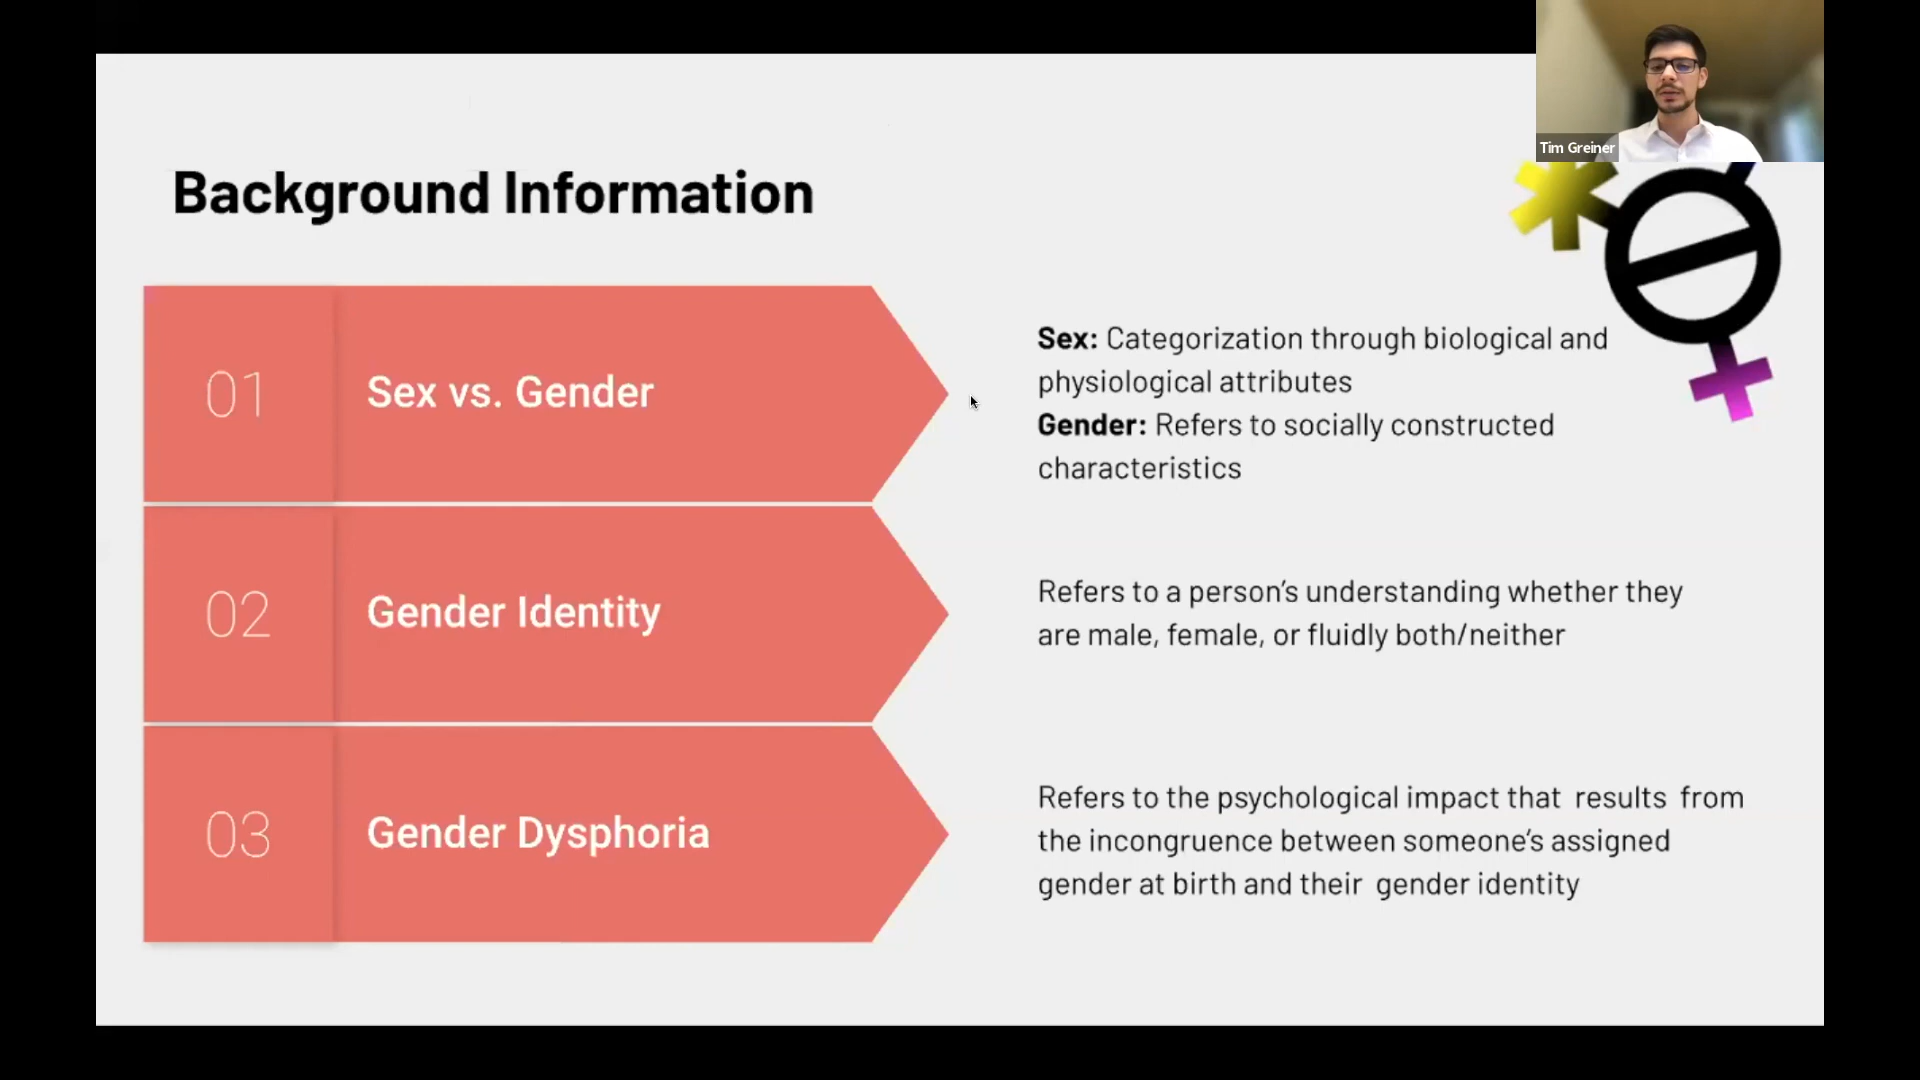 Tim Greiner
Background Information
01
Sex vs. Gender
Sex: Categorization through biological and
physiological attributes
Gender: Refers to socially constructed
characteristics
02
Gender Identity
Refers to a person’s understanding whether they
are male, female, or fluidly both/neither
03
Gender Dysphoria
Refers to the psychological impact that results from
the incongruence between someone’s assigned
gender at birth and their gender identity